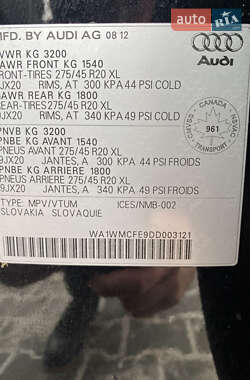 AUTO.RIA
MFD. BY AUDI AG 08 12
Audi
VWR KG 3200
AWR FRONT KG 1540
FRONT-TIRES 275/45 R20 XL
9JX20 RIMS, AT 300 KPA 44 PSI COLD
GAWR REAR KG 1800
REAR-TIRES 275/45 R20 XL
9JX20 RIMS, AT 340 KPA 49 PSI COLD
CANADA
961
TRANSPORT
PNVB KG 3200
PNBE KG AVANT 1540
PNEUS AVANT 275/45 R20 XL
9JX20 JANTES, A 300 KPA 44 PSI FROIDS
PNBE KG ARRIERE 1800
PNEUS ARRIERE 275/45 R20 XL
9JX20 JANTES, A 340 KPA 49 PSI FROIDS
TYPE: MPV/VTUM ICES/NMB-002
SLOVAKIA SLOVAQUIE
WA1WMCFE9DD003121